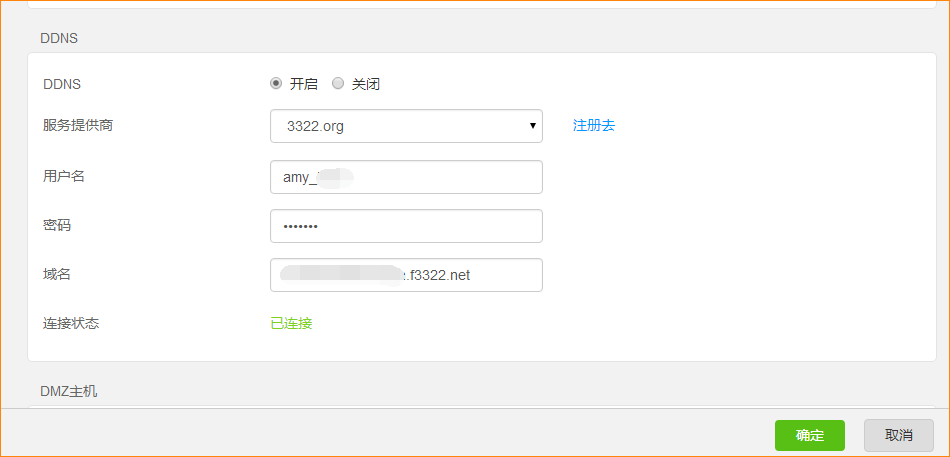 DDNS
DDNS 开启 关闭
服务提供商 3322.org 注册去
用户名 amy_
密码 •••••••
域名 .f3322.net
连接状态 已连接
DMZ主机
确定 取消